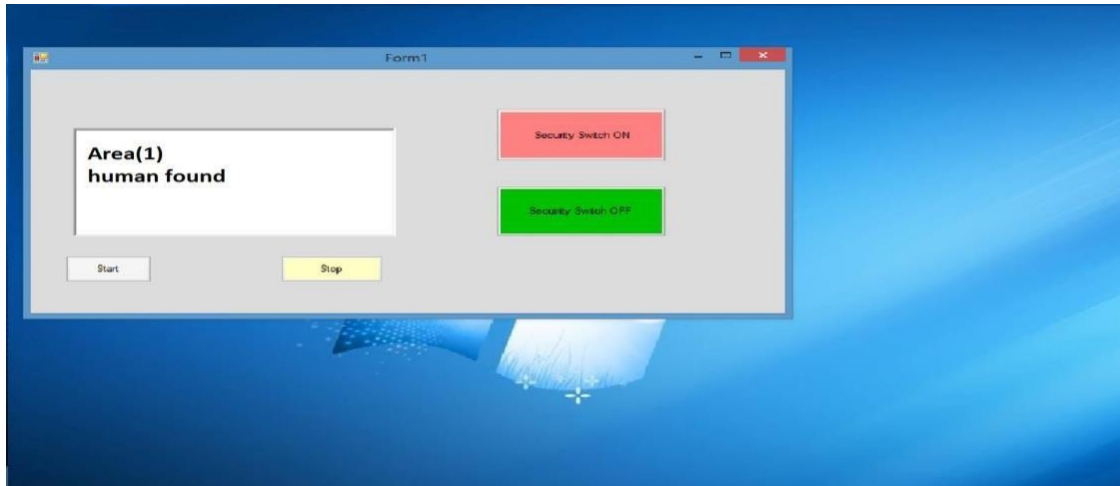 Form1
Area(1)
human found
Security Switch ON
Security Switch OFF
Start
Stop